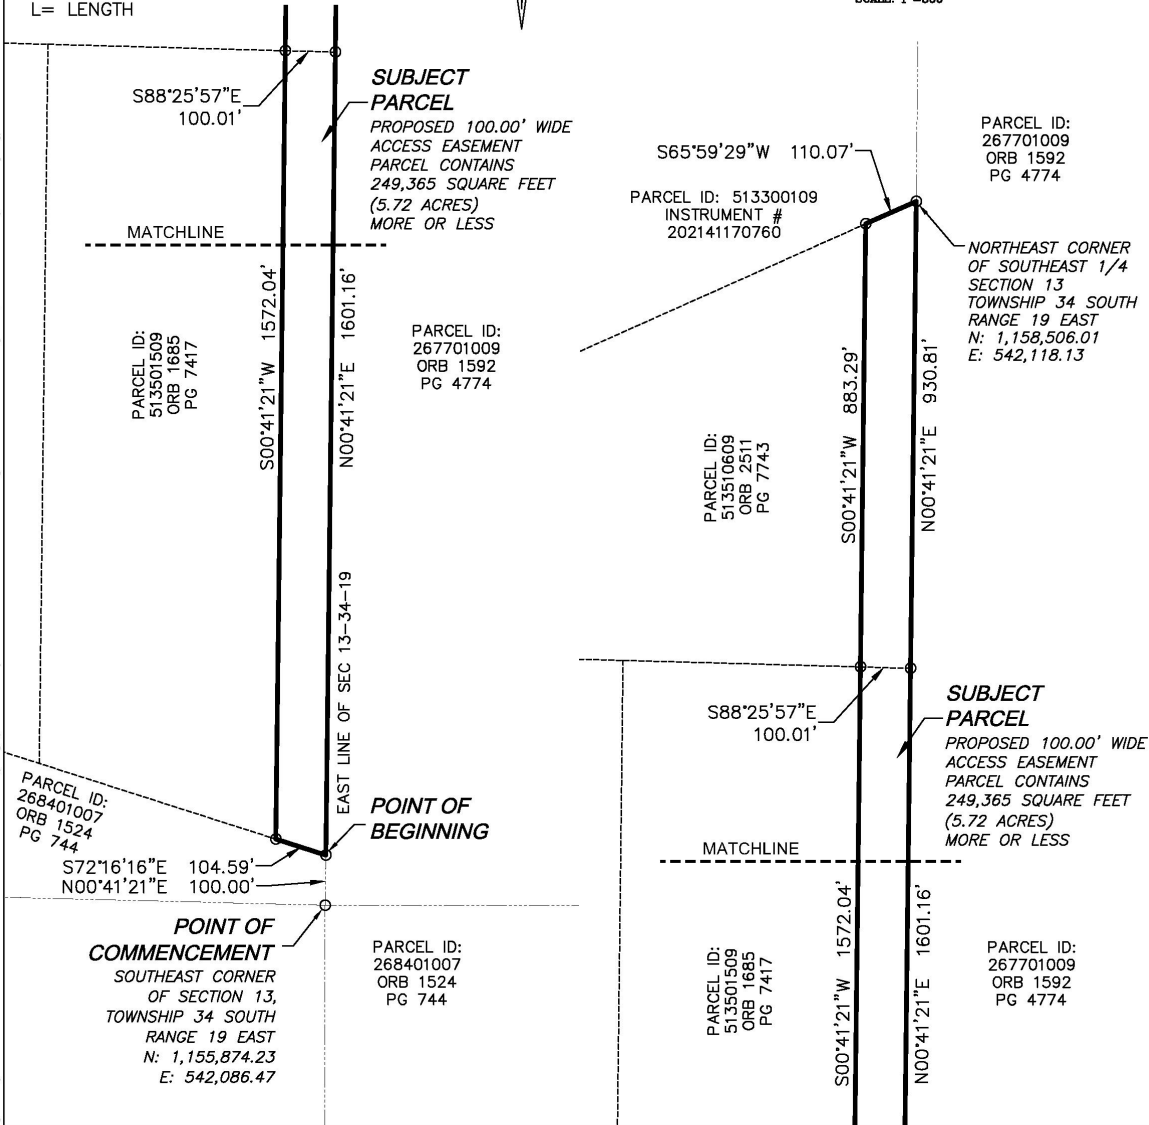 L= LENGTH
S88°25'57"E
100.01'
SUBJECT
PARCEL
PROPOSED 100.00' WIDE
ACCESS EASEMENT
PARCEL CONTAINS
249,365 SQUARE FEET
(5.72 ACRES)
MORE OR LESS
MATCHLINE
S00°41'21"W 1572.04'
N00°41'21"E 1601.16'
PARCEL ID:
513501509
ORB 1685
PG 7417
PARCEL ID:
267701009
ORB 1592
PG 4774
EAST LINE OF SEC 13-34-19
PARCEL ID:
268401007
ORB 1524
PG 744
POINT OF
BEGINNING
S72°16'16"E 104.59'
N00°41'21"E 100.00'
POINT OF
COMMENCEMENT
SOUTHEAST CORNER
OF SECTION 13,
TOWNSHIP 34 SOUTH
RANGE 19 EAST
N: 1,155,874.23
E: 542,086.47
PARCEL ID:
268401007
ORB 1524
PG 744
S65°59'29"W 110.07'
PARCEL ID:
267701009
ORB 1592
PG 4774
PARCEL ID: 513300109
INSTRUMENT #
202141170760
NORTHEAST CORNER
OF SOUTHEAST 1/4
SECTION 13
TOWNSHIP 34 SOUTH
RANGE 19 EAST
N: 1,158,506.01
E: 542,118.13
S00°41'21"W 883.29'
N00°41'21"E 930.81'
PARCEL ID:
513510609
ORB 2511
PG 7743
S88°25'57"E
100.01'
SUBJECT
PARCEL
PROPOSED 100.00' WIDE
ACCESS EASEMENT
PARCEL CONTAINS
249,365 SQUARE FEET
(5.72 ACRES)
MORE OR LESS
MATCHLINE
S00°41'21"W 1572.04'
N00°41'21"E 1601.16'
PARCEL ID:
513501509
ORB 1685
PG 7417
PARCEL ID:
267701009
ORB 1592
PG 4774